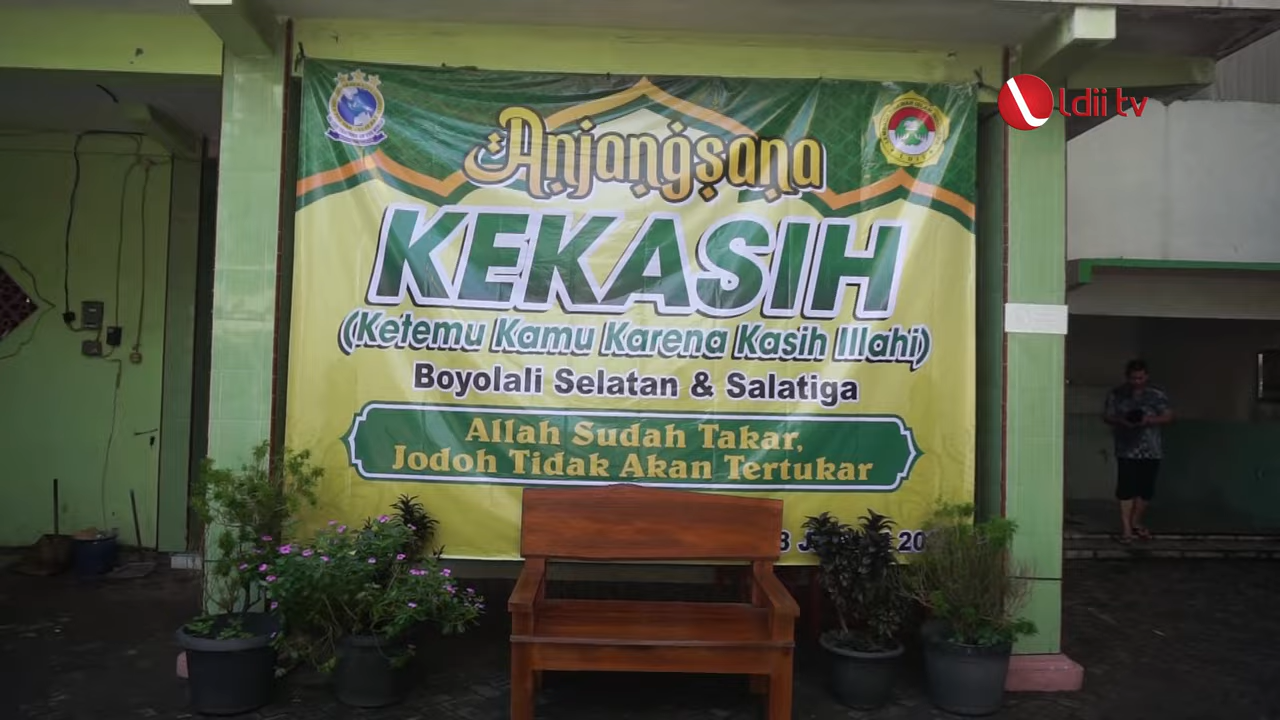 ldii tv
Anjangsana
KEKASIH
(Ketemu Kamu Karena Kasih Illahi)
Boyolali Selatan & Salatiga
Allah Sudah Takar,
Jodoh Tidak Akan Tertukar